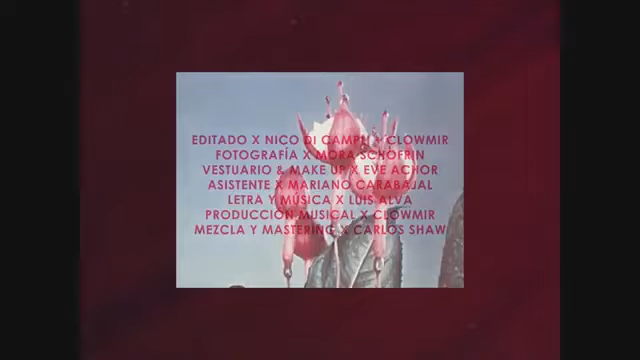 EDITADO X NICO DI CAMPLI Y CLOWMIR
FOTOGRAFÍA X MORA SCHÖFRIN
VESTUARIO & MAKE UP X EVE ACHOR
ASISTENTE X MARIANO CARABAJAL
LETRA Y MÚSICA X LUIS ALVA
PRODUCCIÓN MUSICAL X CLOWMIR
MEZCLA Y MASTERING X CARLOS SHAW